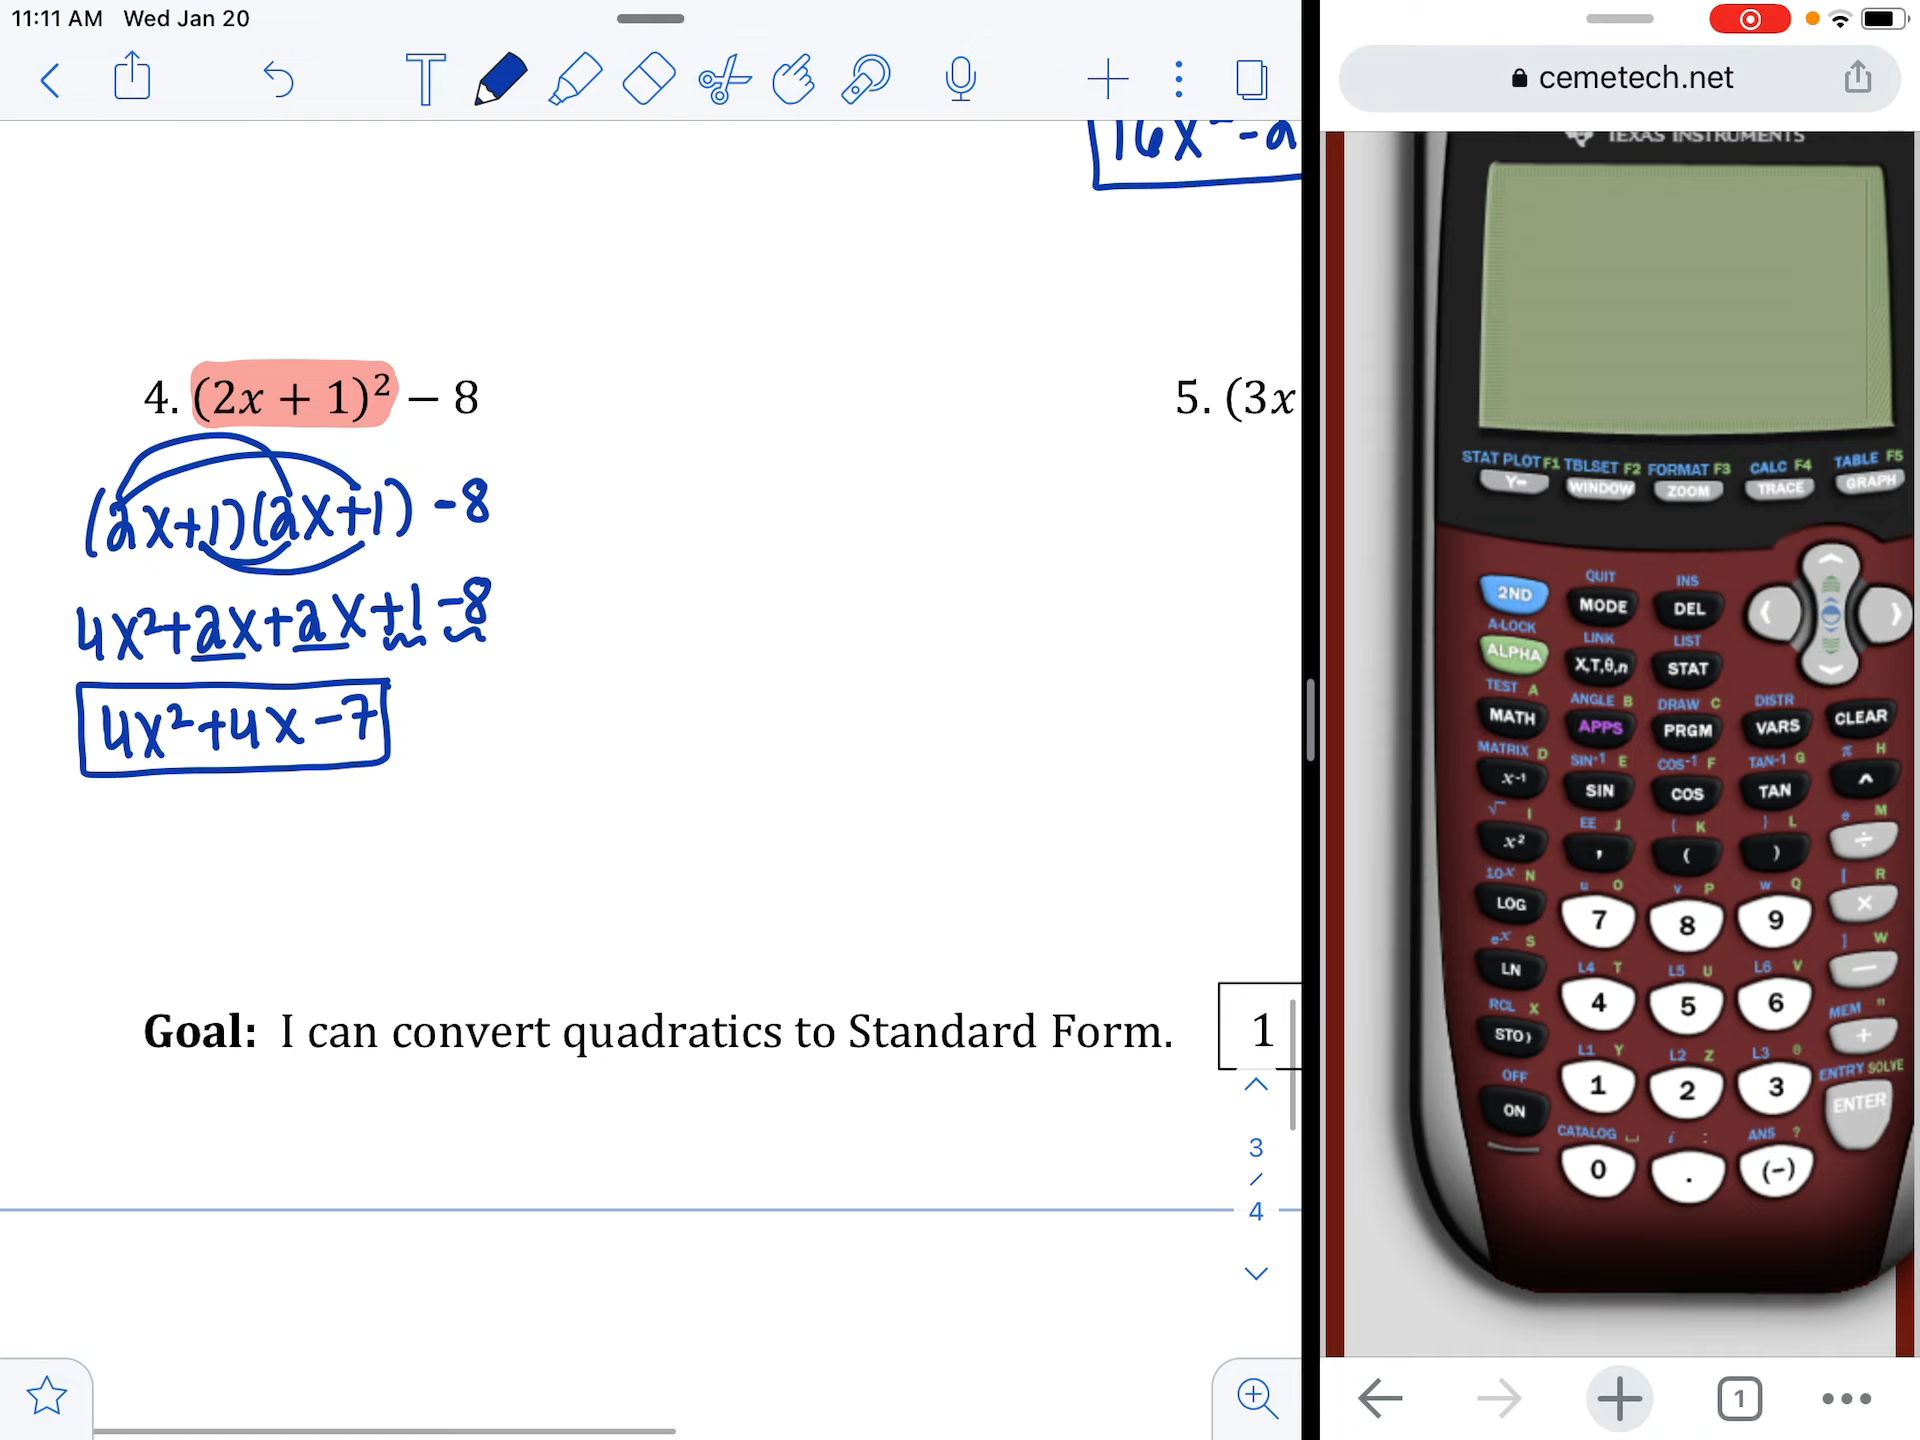 11:11 AM Wed Jan 20
cemetech.net
TEXAS INSTRUMENTS
4. (2x + 1)² − 8
5. (3x
(2x+1)(2x+1) -8
4x²+2x+2x+1-8
4x²+4x-7
Goal: I can convert quadratics to Standard Form.
1
3
/
4
STAT PLOT F1 TBLSET F2 FORMAT F3 CALC F4 TABLE F5
Y= WINDOW ZOOM TRACE GRAPH
QUIT INS
2ND MODE DEL
A-LOCK LINK LIST
ALPHA X,T,θ,n STAT
TEST A ANGLE B DRAW C DISTR
MATH APPS PRGM VARS CLEAR
MATRIX D SIN⁻¹ E COS⁻¹ F TAN⁻¹ G π H
x⁻¹ SIN COS TAN ^
√ I EE J { K } L e M
x² , ( ) ÷
10ˣ N u O v P w Q [ R
LOG 7 8 9 ×
eˣ S L4 T L5 U L6 V ] W
LN 4 5 6 −
RCL X L1 Y L2 Z L3 θ MEM "
STO⟩ 1 2 3 +
OFF CATALOG ⎵ i : ANS ? ENTRY SOLVE
ON 0 . (−) ENTER
1